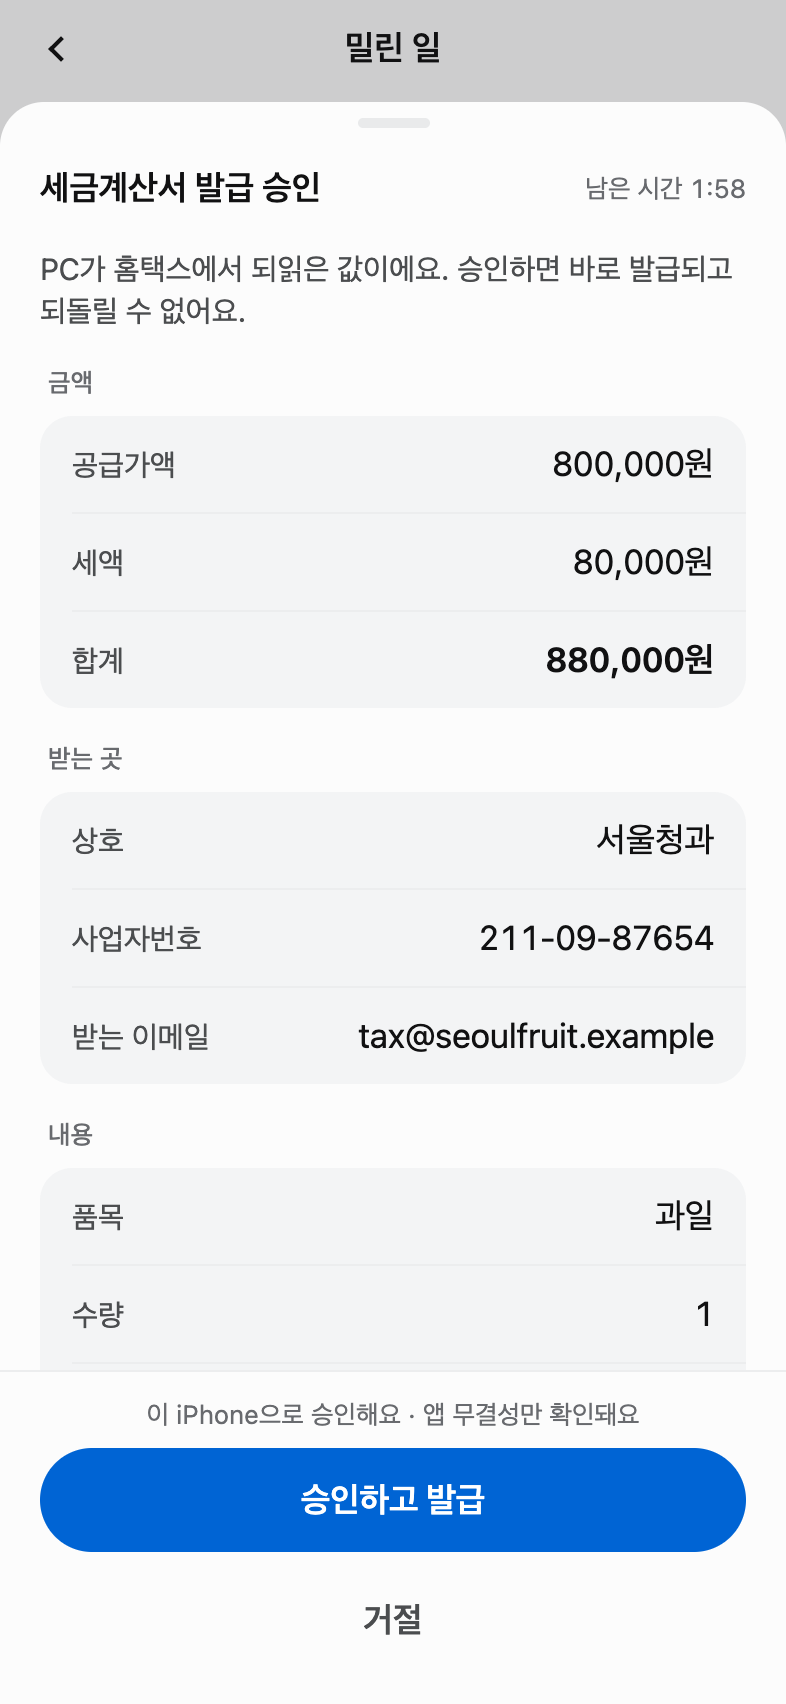 밀린 일
세금계산서 발급 승인
남은 시간 1:58
PC가 홈택스에서 되읽은 값이에요. 승인하면 바로 발급되고
되돌릴 수 없어요.
금액
공급가액
800,000원
세액
80,000원
합계
880,000원
받는 곳
상호
서울청과
사업자번호
211-09-87654
받는 이메일
tax@seoulfruit.example
내용
품목
과일
수량
1
이 iPhone으로 승인해요 · 앱 무결성만 확인돼요
승인하고 발급
거절